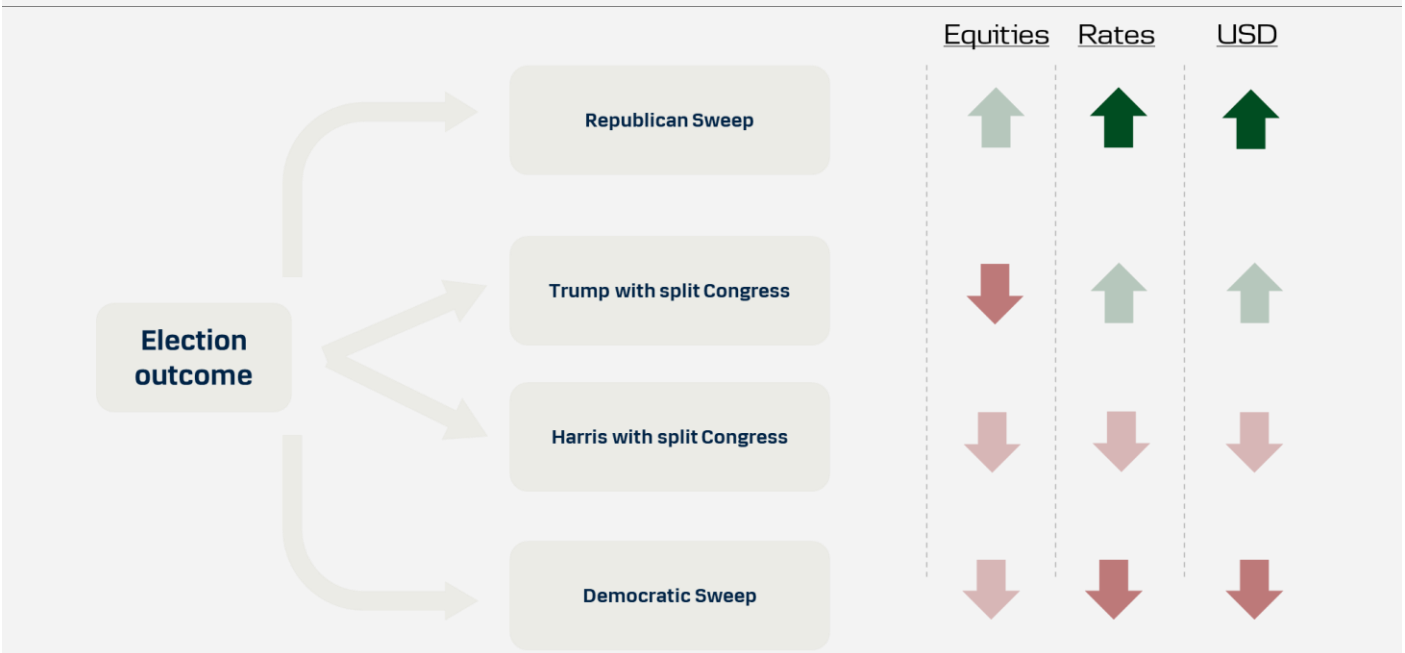 Equities Rates USD
Republican Sweep
Trump with split Congress
Election
outcome
Harris with split Congress
Democratic Sweep